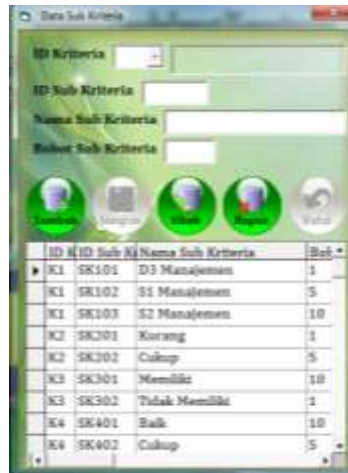 Data Sub Kriteria
ID Kriteria
ID Sub Kriteria
Nama Sub Kriteria
Bobot Sub Kriteria
Tambah Simpan Ubah Hapus Batal
ID K ID Sub Kr Nama Sub Kriteria Bob
K1 SK101 D3 Manajemen 1
K1 SK102 S1 Manajemen 5
K1 SK103 S2 Manajemen 10
K2 SK201 Kurang 1
K2 SK202 Cukup 5
K3 SK301 Memiliki 10
K3 SK302 Tidak Memiliki 1
K4 SK401 Baik 10
K4 SK402 Cukup 5